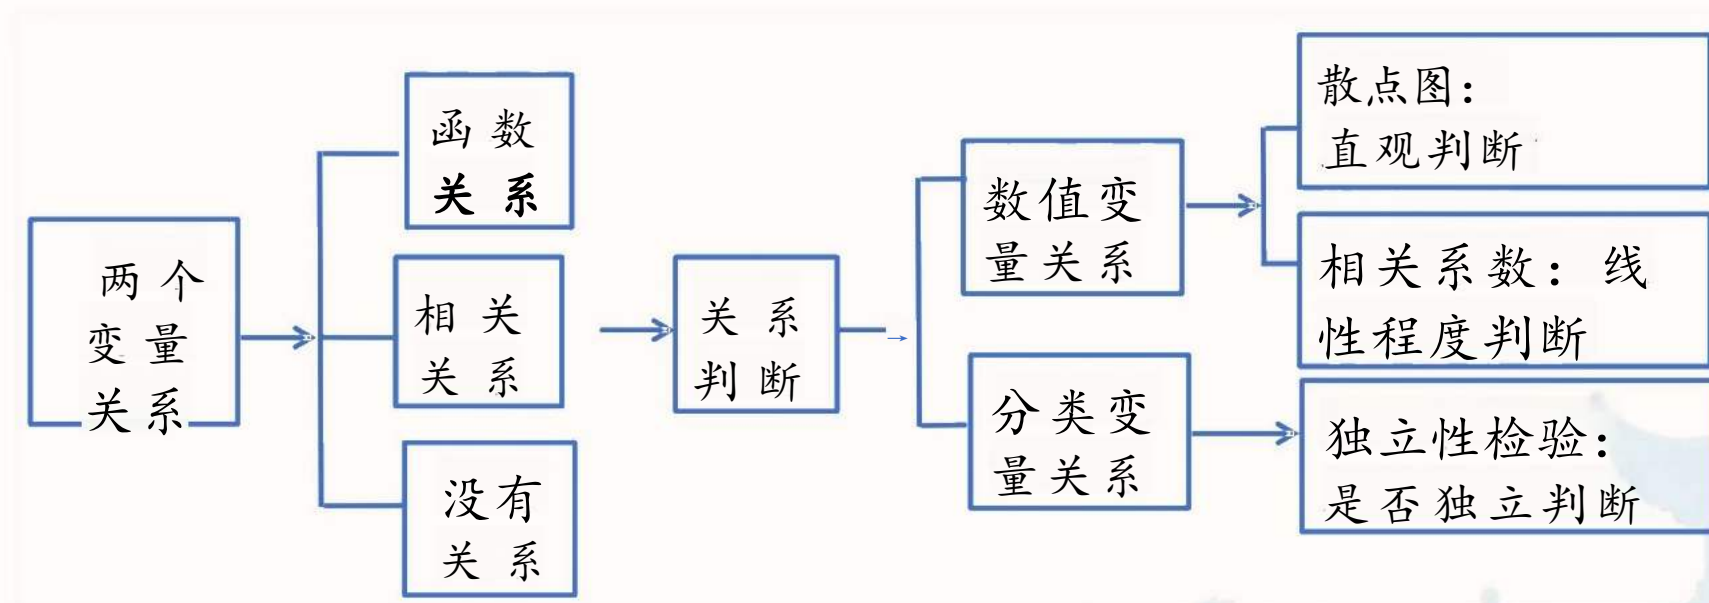 两个
变量
关系
函数
关系
相关
关系
没有
关系
关系
判断
数值变
量关系
分类变
量关系
散点图：
直观判断
相关系数：线
性程度判断
独立性检验：
是否独立判断